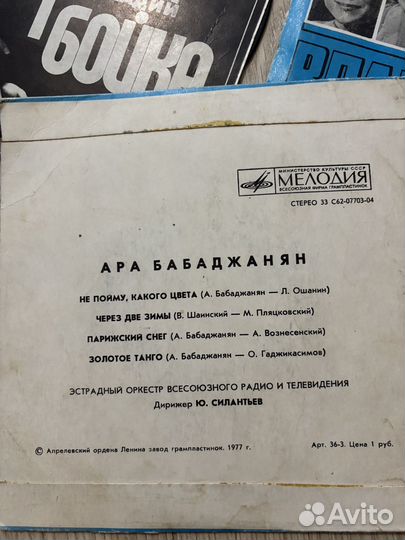 БОЙКА
МИНИСТЕРСТВО КУЛЬТУРЫ СССР
МЕЛОДИЯ
ВСЕСОЮЗНАЯ ФИРМА ГРАМПЛАСТИНОК
СТЕРЕО 33 С62-07703-04
АРА БАБАДЖАНЯН
НЕ ПОЙМУ, КАКОГО ЦВЕТА (А. Бабаджанян — Л. Ошанин)
ЧЕРЕЗ ДВЕ ЗИМЫ (В. Шаинский — М. Пляцковский)
ПАРИЖСКИЙ СНЕГ (А. Бабаджанян — А. Вознесенский)
ЗОЛОТОЕ ТАНГО (А. Бабаджанян — О. Гаджикасимов)
ЭСТРАДНЫЙ ОРКЕСТР ВСЕСОЮЗНОГО РАДИО И ТЕЛЕВИДЕНИЯ
Дирижер Ю. СИЛАНТЬЕВ
© Апрелевский ордена Ленина завод грампластинок. 1977 г.
Арт. 36-3. Цена 1 руб.
Avito